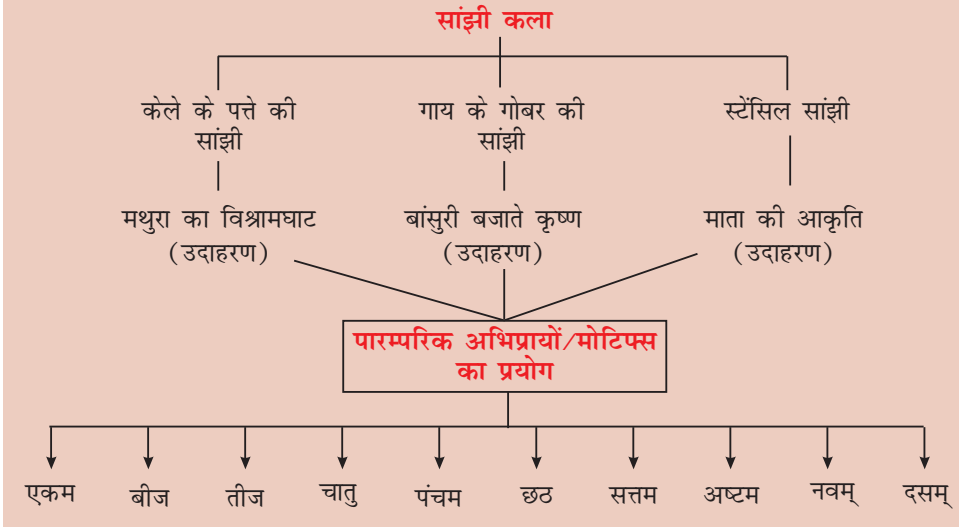 सांझी कला
केले के पत्ते की
सांझी
गाय के गोबर की
सांझी
स्टेंसिल सांझी
मथुरा का विश्रामघाट
(उदाहरण)
बांसुरी बजाते कृष्ण
(उदाहरण)
माता की आकृति
(उदाहरण)
पारम्परिक अभिप्रायों/मोटिफ्स
का प्रयोग
एकम
बीज
तीज
चातु
पंचम
छठ
सत्तम
अष्टम
नवम्
दसम्